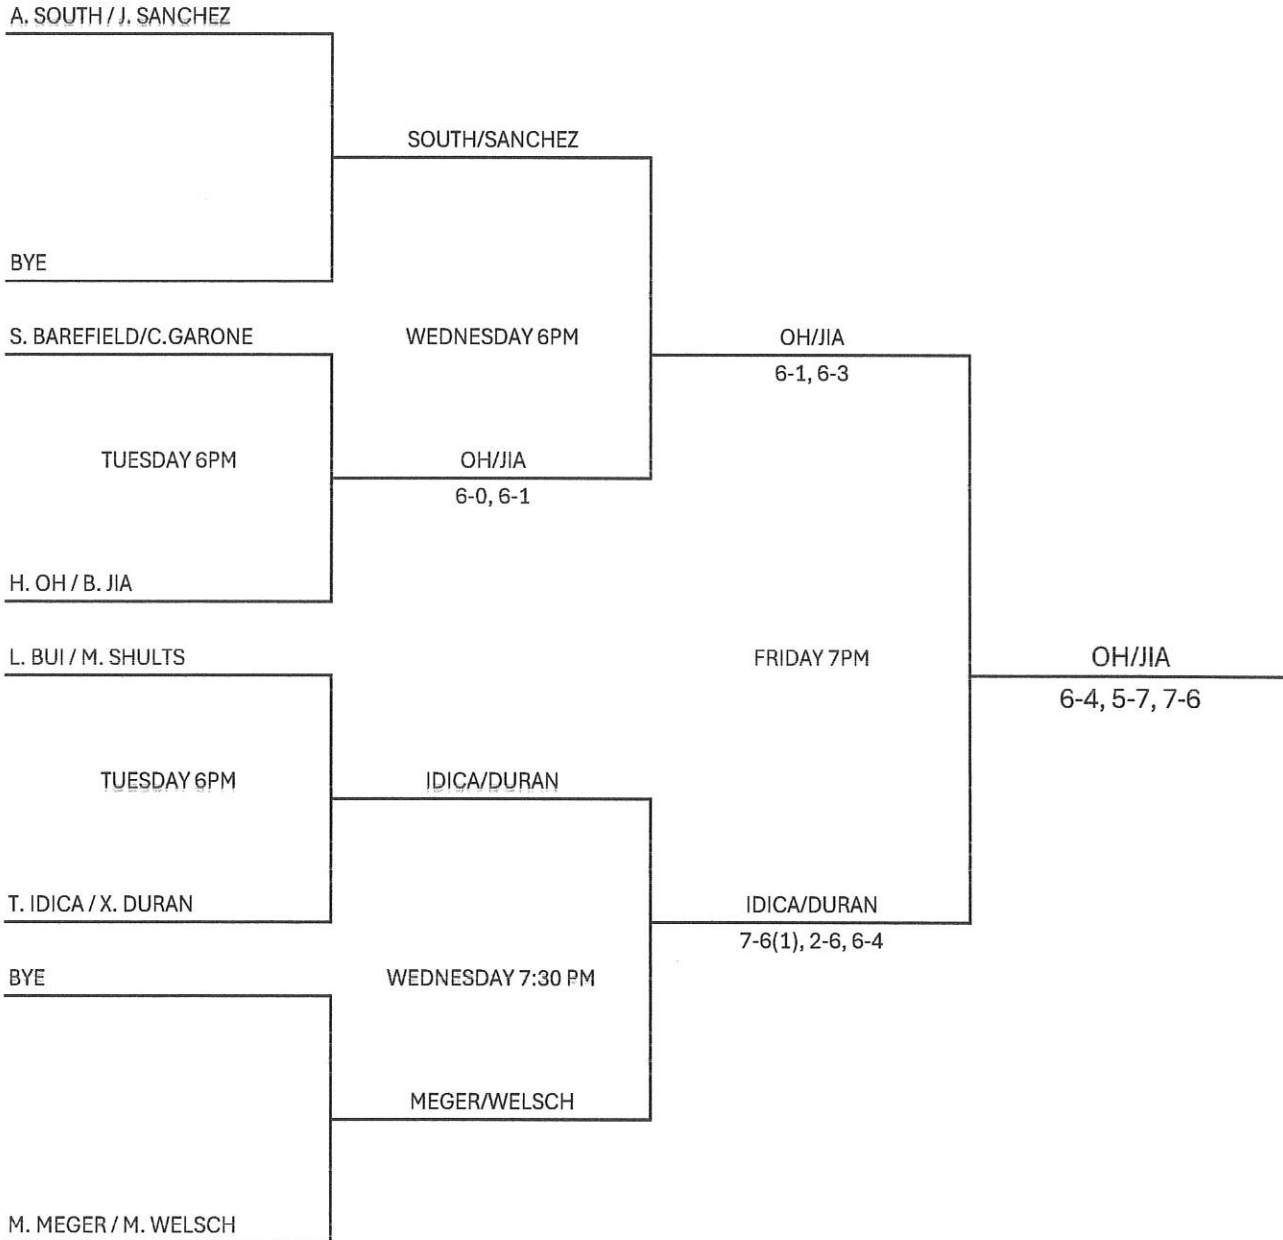 A. SOUTH / J. SANCHEZ
SOUTH/SANCHEZ
BYE
S. BAREFIELD/C.GARONE
WEDNESDAY 6PM
OH/JIA
6-1, 6-3
TUESDAY 6PM
OH/JIA
6-0, 6-1
H. OH / B. JIA
L. BUI / M. SHULTS
FRIDAY 7PM
OH/JIA
6-4, 5-7, 7-6
TUESDAY 6PM
IDICA/DURAN
T. IDICA / X. DURAN
IDICA/DURAN
7-6(1), 2-6, 6-4
BYE
WEDNESDAY 7:30 PM
MEGER/WELSCH
M. MEGER / M. WELSCH